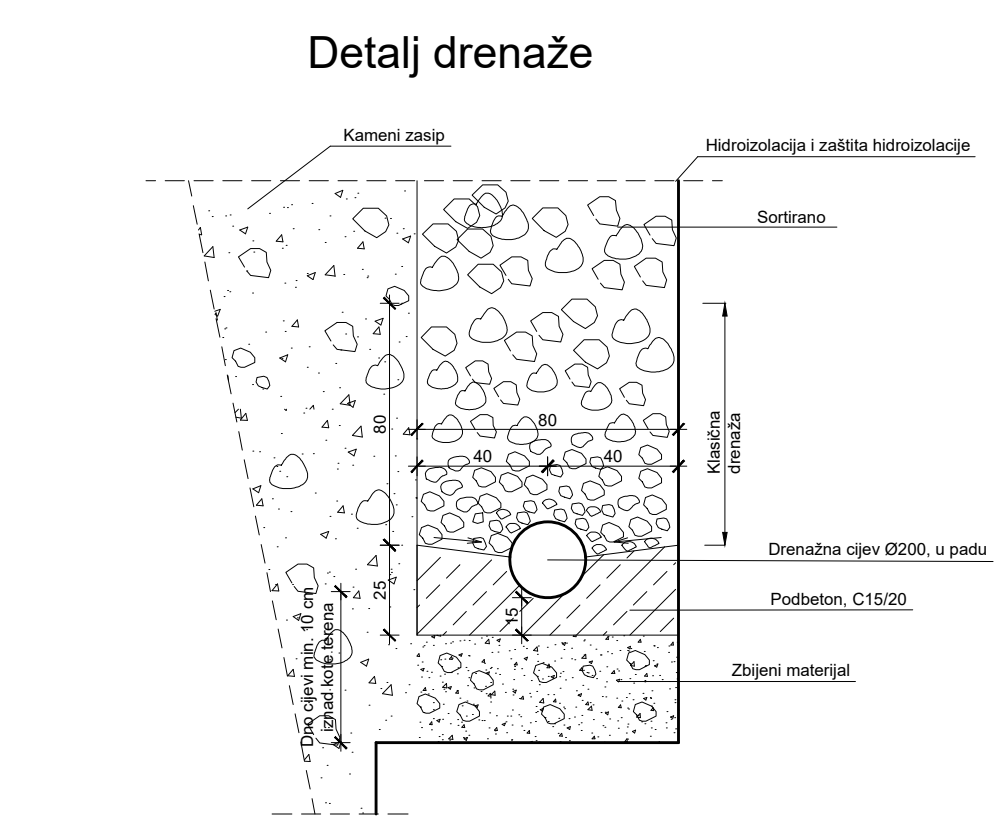 Detalj drenaže
Kameni zasip
Hidroizolacija i zaštita hidroizolacije
Sortirano
80
80
40
40
Klasična
drenaža
Drenažna cijev Ø200, u padu
25
15
Podbeton, C15/20
Dno cijevi min. 10 cm
iznad kote terena
Zbijeni materijal